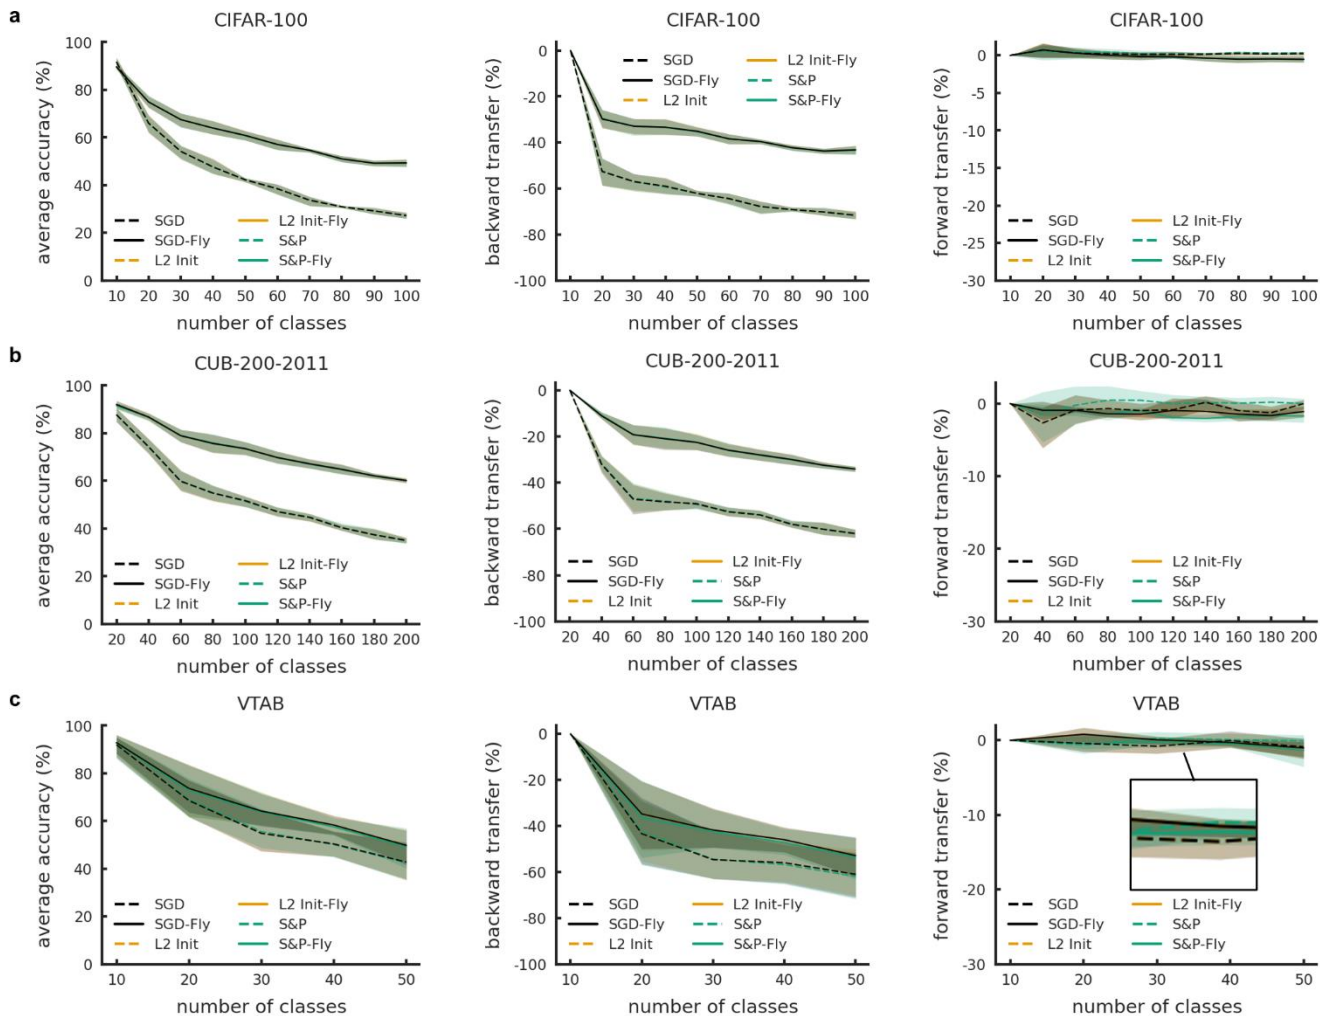 a
CIFAR-100
average accuracy (%)
100
80
60
40
20
0
SGD
SGD-Fly
L2 Init
L2 Init-Fly
S&P
S&P-Fly
10 20 30 40 50 60 70 80 90 100
number of classes
CIFAR-100
backward transfer (%)
0
-20
-40
-60
-80
-100
SGD
SGD-Fly
L2 Init
L2 Init-Fly
S&P
S&P-Fly
10 20 30 40 50 60 70 80 90 100
number of classes
CIFAR-100
forward transfer (%)
0
-5
-10
-15
-20
-25
-30
SGD
SGD-Fly
L2 Init
L2 Init-Fly
S&P
S&P-Fly
10 20 30 40 50 60 70 80 90 100
number of classes
b
CUB-200-2011
average accuracy (%)
100
80
60
40
20
0
SGD
SGD-Fly
L2 Init
L2 Init-Fly
S&P
S&P-Fly
20 40 60 80 100 120 140 160 180 200
number of classes
CUB-200-2011
backward transfer (%)
0
-20
-40
-60
-80
-100
SGD
SGD-Fly
L2 Init
L2 Init-Fly
S&P
S&P-Fly
20 40 60 80 100 120 140 160 180 200
number of classes
CUB-200-2011
forward transfer (%)
0
-10
-20
-30
SGD
SGD-Fly
L2 Init
L2 Init-Fly
S&P
S&P-Fly
20 40 60 80 100 120 140 160 180 200
number of classes
c
VTAB
average accuracy (%)
100
80
60
40
20
0
SGD
SGD-Fly
L2 Init
L2 Init-Fly
S&P
S&P-Fly
10 20 30 40 50
number of classes
VTAB
backward transfer (%)
0
-20
-40
-60
-80
-100
SGD
SGD-Fly
L2 Init
L2 Init-Fly
S&P
S&P-Fly
10 20 30 40 50
number of classes
VTAB
forward transfer (%)
0
-10
-20
-30
SGD
SGD-Fly
L2 Init
L2 Init-Fly
S&P
S&P-Fly
10 20 30 40 50
number of classes